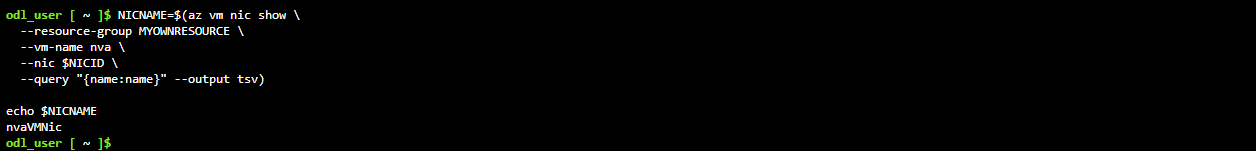 odl_user [ ~ ]$ NICNAME=$(az vm nic show \
  --resource-group MYOWNRESOURCE \
  --vm-name nva \
  --nic $NICID \
  --query "{name:name}" --output tsv)

echo $NICNAME
nvaVMNic
odl_user [ ~ ]$